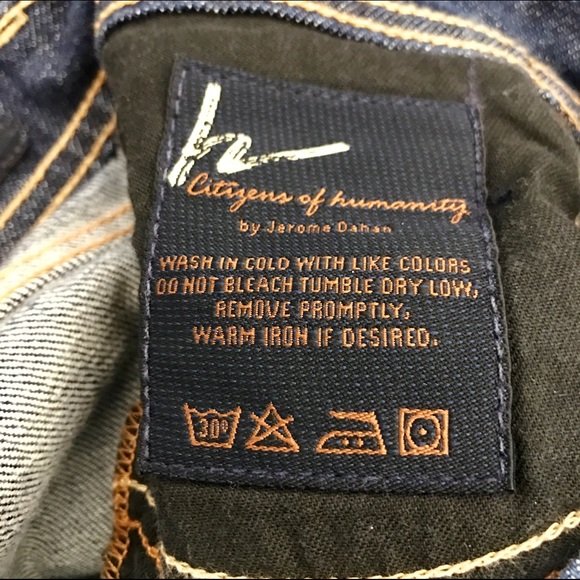 h
Citizens of humanity
by Jerome Dahan
WASH IN COLD WITH LIKE COLORS
DO NOT BLEACH TUMBLE DRY LOW,
REMOVE PROMPTLY,
WARM IRON IF DESIRED.
30°